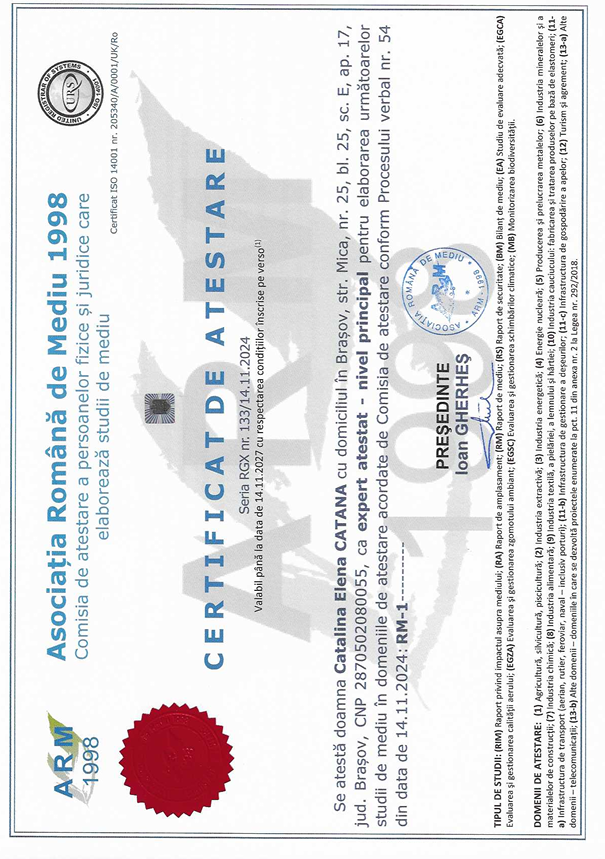 ARM
1998
Asociația Română de Mediu 1998
Comisia de atestare a persoanelor fizice și juridice care
elaborează studii de mediu
UNITED REGISTRAR OF SYSTEMS
URS
ISO 14001
Certificat ISO 14001 nr. 205340/A/0001/UK/Ro
CERTIFICAT DE ATESTARE
Seria RGX nr. 133/14.11.2024
Valabil până la data de 14.11.2027 cu respectarea condițiilor înscrise pe verso(1)
Se atestă doamna Catalina Elena CATANA cu domiciliul în Brașov, str. Mica, nr. 25, bl. 25, sc. E, ap. 17,
jud. Brașov, CNP 2870502080055, ca expert atestat - nivel principal pentru elaborarea următoarelor
studii de mediu în domeniile de atestare acordate de Comisia de atestare conform Procesului verbal nr. 54
din data de 14.11.2024: RM-1----------
PREȘEDINTE
Ioan GHERHEȘ
ASOCIAȚIA ROMÂNĂ DE MEDIU
ARM
ARM-1998
TIPUL DE STUDII: (RIM) Raport privind impactul asupra mediului; (RA) Raport de amplasament; (RM) Raport de mediu; (RS) Raport de securitate; (BM) Bilanț de mediu; (EA) Studiu de evaluare adecvată; (EGCA)
Evaluarea și gestionarea calității aerului; (EGZA) Evaluarea și gestionarea zgomotului ambiant; (EGSC) Evaluarea și gestionarea schimbărilor climatice; (MB) Monitorizarea biodiversității.
DOMENII DE ATESTARE: (1) Agricultură, silvicultură, piscicultură; (2) Industria extractivă; (3) Industria energetică; (4) Energie nucleară; (5) Producerea și prelucrarea metalelor; (6) Industria mineralelor și a
materialelor de construcții; (7) Industria chimică; (8) Industria alimentară; (9) Industria textilă, a pielăriei, a lemnului și hârtiei; (10) Industria cauciucului: fabricarea și tratarea produselor pe bază de elastomeri; (11-
a) Infrastructura de transport (aerian, rutier, feroviar, naval – inclusiv porturi); (11-b) Infrastructura de gestionare a deșeurilor; (11-c) Infrastructura de gospodărire a apelor; (12) Turism și agrement; (13-a) Alte
domenii – telecomunicații; (13-b) Alte domenii – domeniile în care se dezvoltă proiectele enumerate la pct. 11 din anexa nr. 2 la Legea nr. 292/2018.